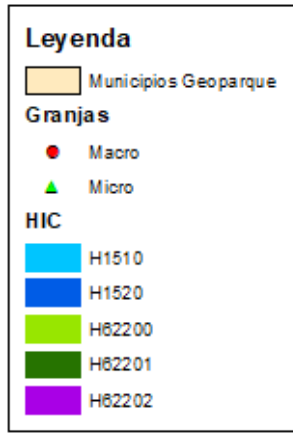 Leyenda
Municipios Geoparque
Granjas
Macro
Micro
HIC
H1510
H1520
H62200
H62201
H62202